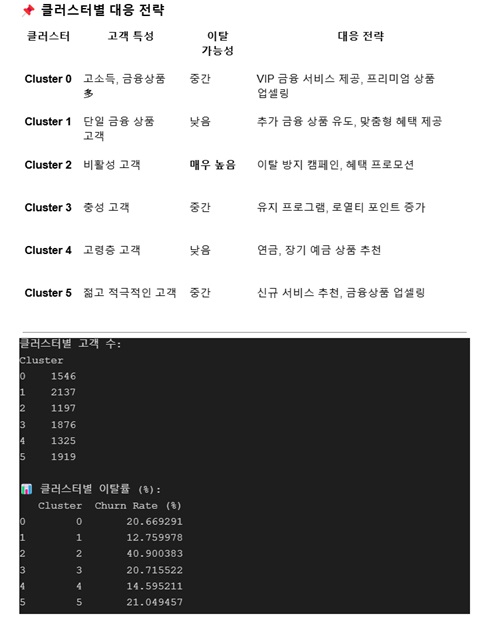 📌 클러스터별 대응 전략
클러스터 고객 특성 이탈 가능성 대응 전략
Cluster 0 고소득, 금융상품 多 중간 VIP 금융 서비스 제공, 프리미엄 상품 업셀링
Cluster 1 단일 금융 상품 고객 낮음 추가 금융 상품 유도, 맞춤형 혜택 제공
Cluster 2 비활성 고객 매우 높음 이탈 방지 캠페인, 혜택 프로모션
Cluster 3 충성 고객 중간 유지 프로그램, 로열티 포인트 증가
Cluster 4 고령층 고객 낮음 연금, 장기 예금 상품 추천
Cluster 5 젊고 적극적인 고객 중간 신규 서비스 추천, 금융상품 업셀링
클러스터별 고객 수:
Cluster
0 1546
1 2137
2 1197
3 1876
4 1325
5 1919
📊 클러스터별 이탈률 (%):
Cluster Churn Rate (%)
0 0 20.669291
1 1 12.759978
2 2 40.900383
3 3 20.715522
4 4 14.595211
5 5 21.049457